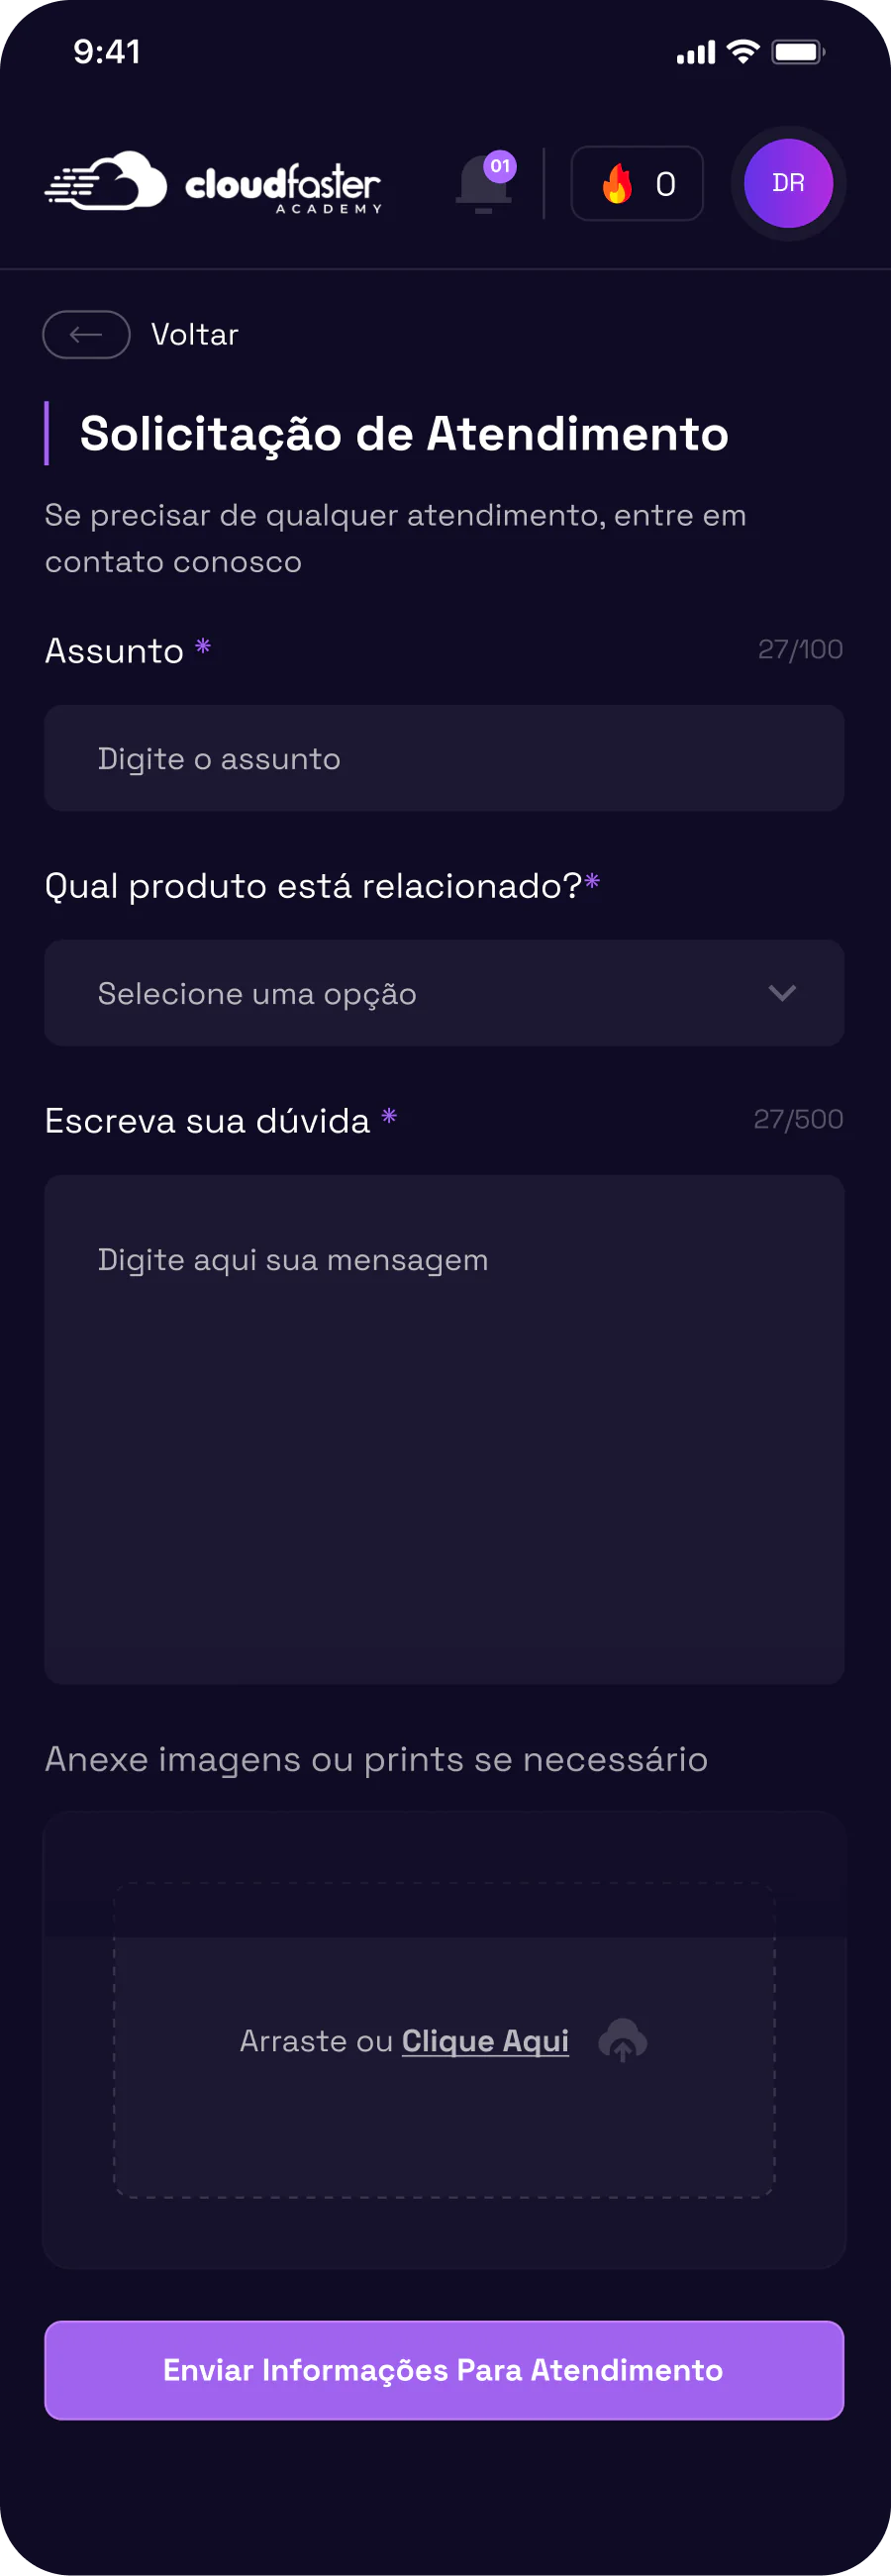 9:41
cloudfaster
ACADEMY
01
0
DR
Voltar
Solicitação de Atendimento
Se precisar de qualquer atendimento, entre em
contato conosco
Assunto *
27/100
Digite o assunto
Qual produto está relacionado?*
Selecione uma opção
Escreva sua dúvida *
27/500
Digite aqui sua mensagem
Anexe imagens ou prints se necessário
Arraste ou Clique Aqui
Enviar Informações Para Atendimento